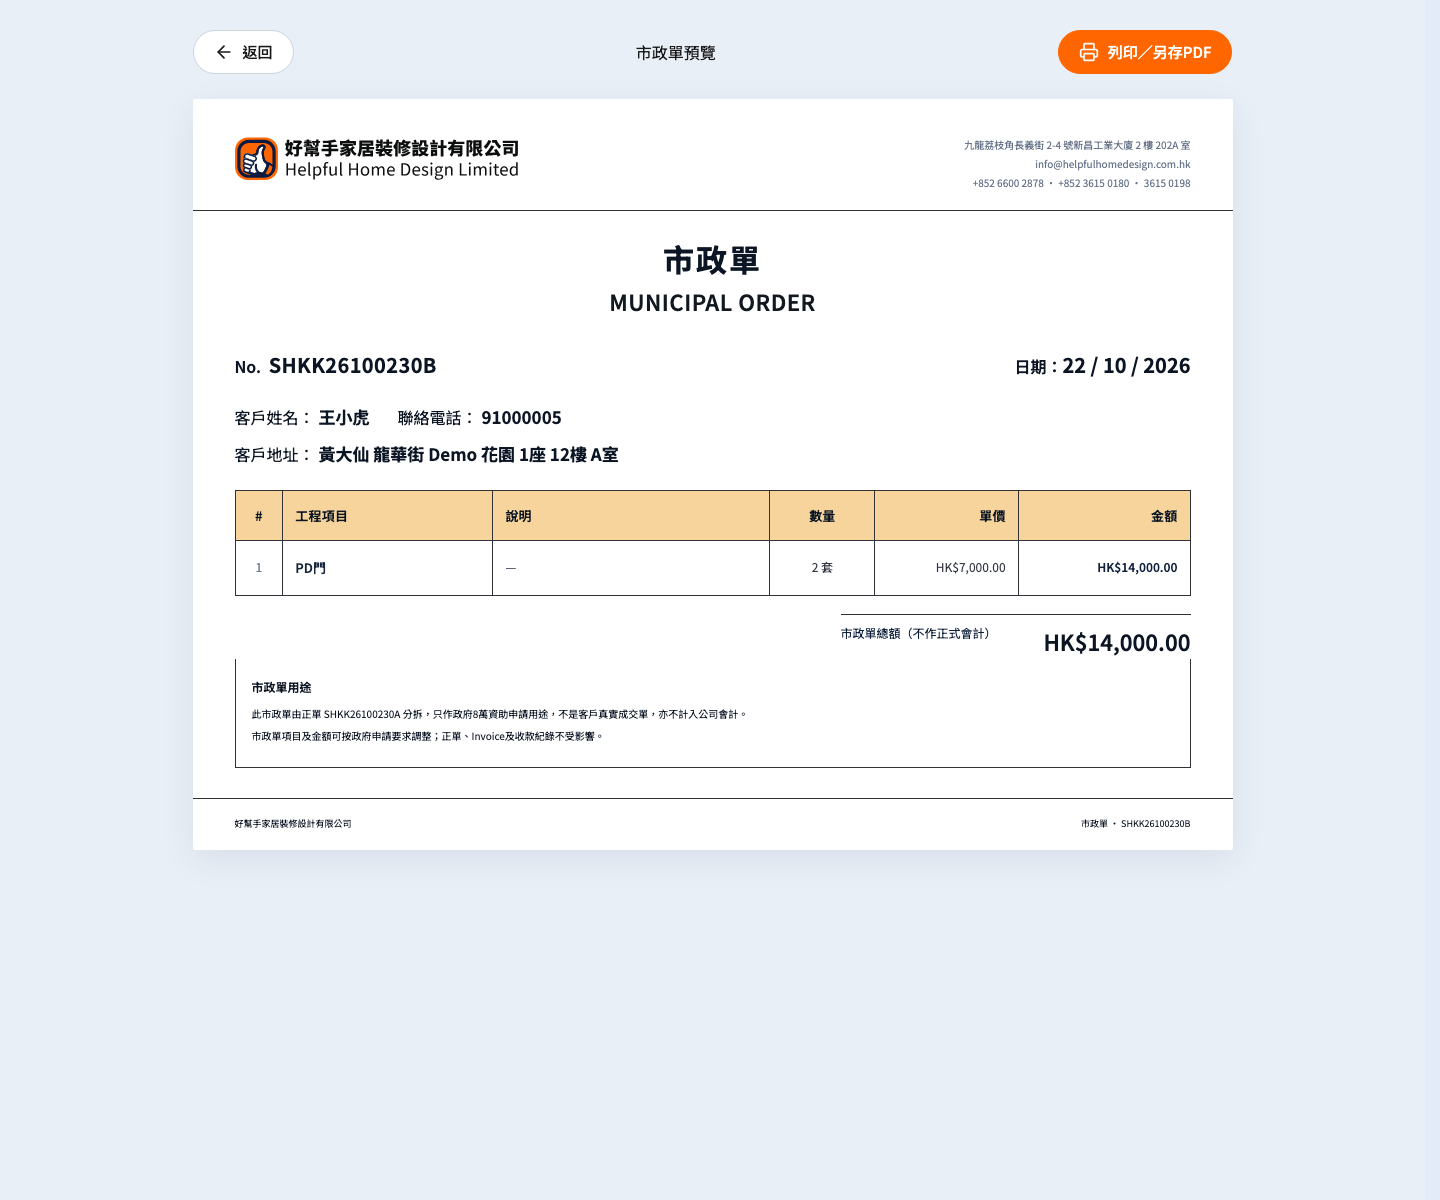 返回
市政單預覽
列印／另存PDF
好幫手家居裝修設計有限公司
Helpful Home Design Limited
九龍荔枝角長義街 2-4 號新昌工業大廈 2 樓 202A 室
info@helpfulhomedesign.com.hk
+852 6600 2878 ・ +852 3615 0180 ・ 3615 0198
市政單
MUNICIPAL ORDER
No. SHKK26100230B
日期：22 / 10 / 2026
客戶姓名： 王小虎 聯絡電話： 91000005
客戶地址： 黃大仙 龍華街 Demo 花園 1座 12樓 A室
# 工程項目 說明 數量 單價 金額
1 PD門 — 2 套 HK$7,000.00 HK$14,000.00
市政單總額（不作正式會計） HK$14,000.00
市政單用途
此市政單由正單 SHKK26100230A 分拆，只作政府8萬資助申請用途，不是客戶真實成交單，亦不計入公司會計。
市政單項目及金額可按政府申請要求調整；正單、Invoice及收款紀錄不受影響。
好幫手家居裝修設計有限公司
市政單 ・ SHKK26100230B